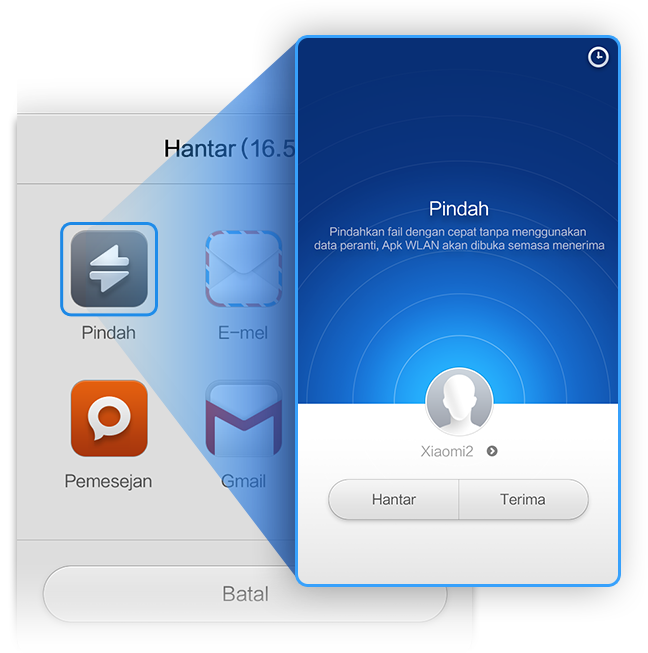 Hantar (16.5
Pindah
E-mel
Pemesejan
Gmail
Batal
Pindah
Pindahkan fail dengan cepat tanpa menggunakan
data peranti, Apk WLAN akan dibuka semasa menerima
Xiaomi2
Hantar
Terima